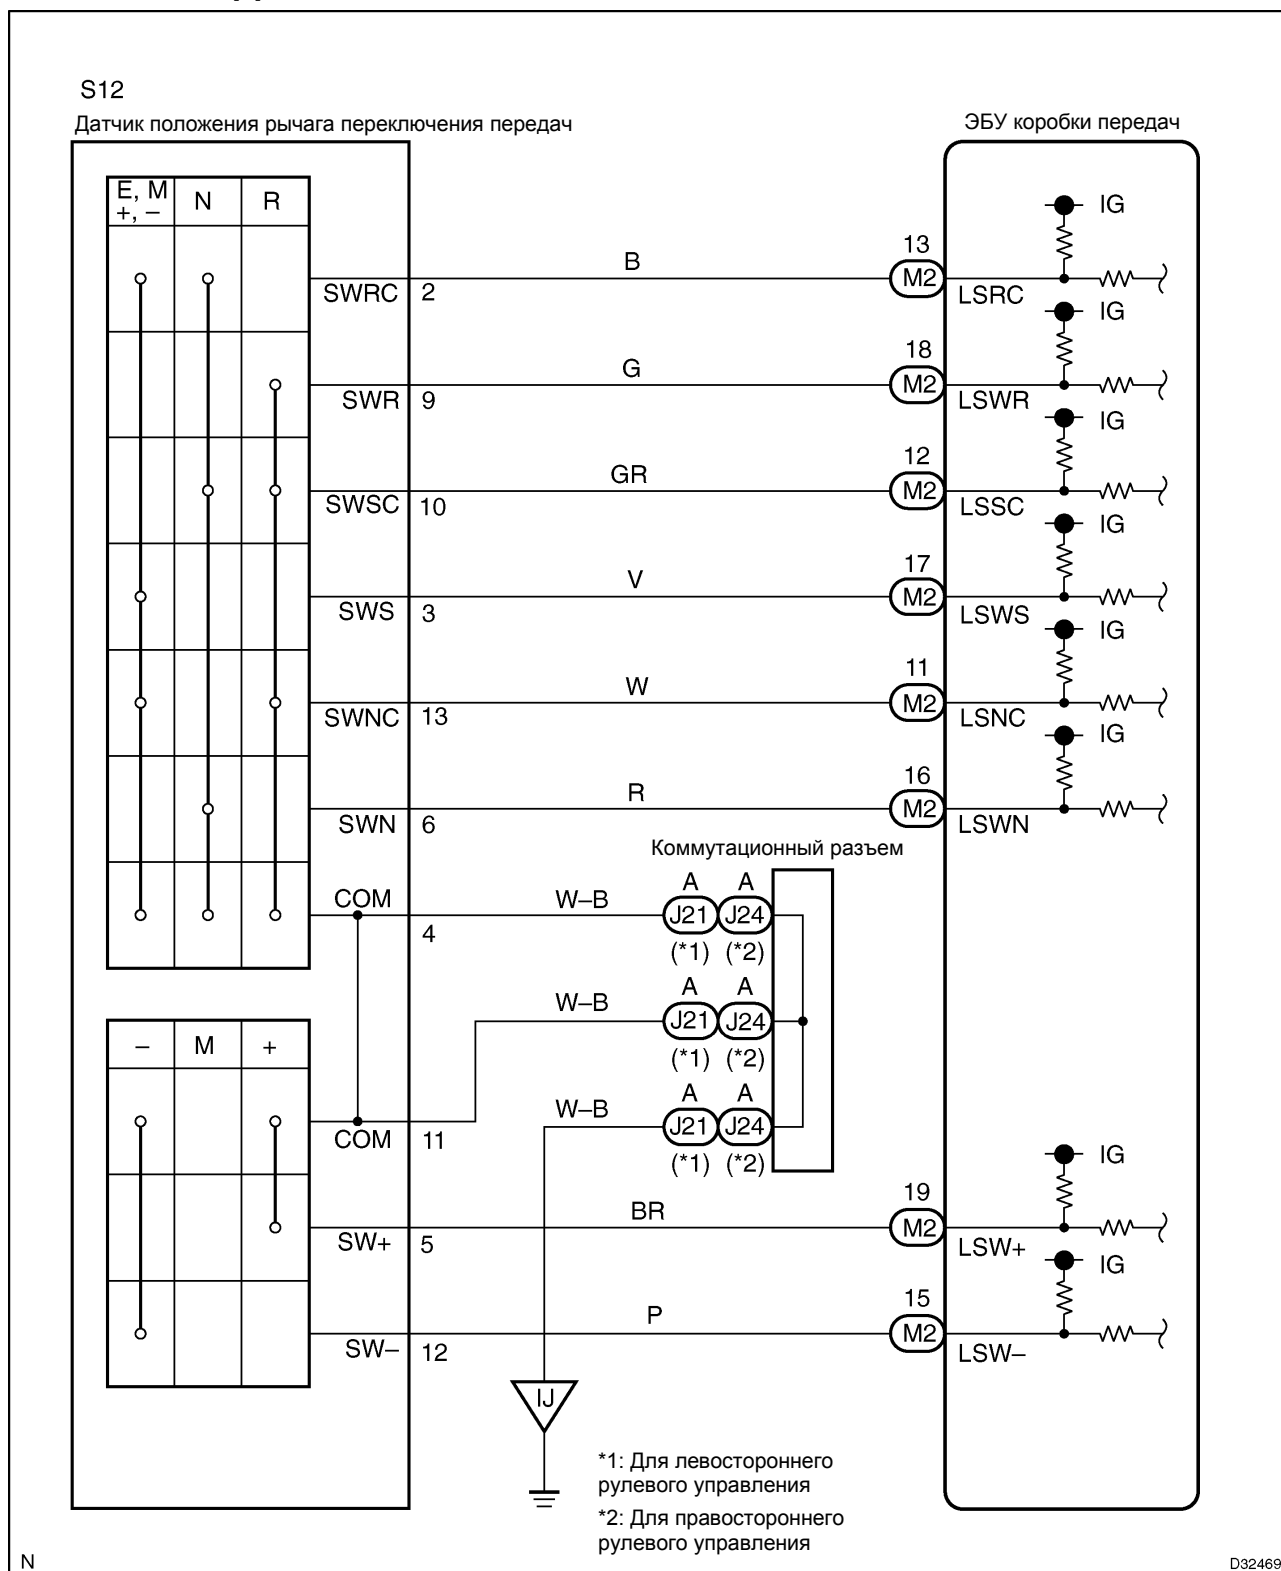 S12
Датчик положения рычага переключения передач
ЭБУ коробки передач
E, M
+, –
N
R
SWRC
2
B
13
M2
LSRC
IG
SWR
9
G
18
M2
LSWR
IG
SWSC
10
GR
12
M2
LSSC
IG
SWS
3
V
17
M2
LSWS
IG
SWNC
13
W
11
M2
LSNC
IG
SWN
6
R
16
M2
LSWN
IG
Коммутационный разъем
COM
4
W–B
A
A
J21
J24
(*1)
(*2)
–
M
+
COM
11
W–B
A
A
J21
J24
(*1)
(*2)
W–B
A
A
J21
J24
(*1)
(*2)
SW+
5
BR
19
M2
LSW+
IG
SW–
12
P
15
M2
LSW–
IG
IJ
*1: Для левостороннего
рулевого управления
*2: Для правостороннего
рулевого управления
N
D32469